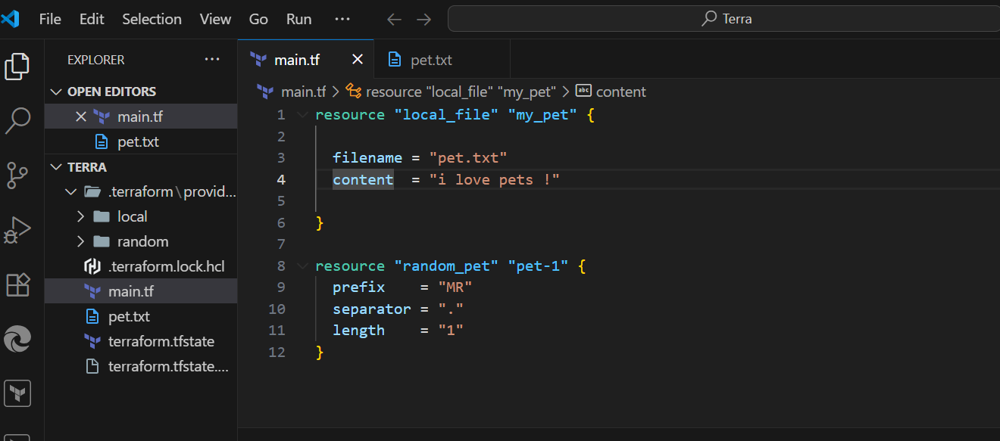 File Edit Selection View Go Run ··· Terra
EXPLORER ···
OPEN EDITORS
main.tf
pet.txt
TERRA
.terraform\provid...
local
random
.terraform.lock.hcl
main.tf
pet.txt
terraform.tfstate
terraform.tfstate....
main.tf pet.txt
main.tf > resource "local_file" "my_pet" > abc content
1 resource "local_file" "my_pet" {
2
3 filename = "pet.txt"
4 content  = "i love pets !"
5
6 }
7
8 resource "random_pet" "pet-1" {
9 prefix    = "MR"
10 separator = "."
11 length    = "1"
12 }